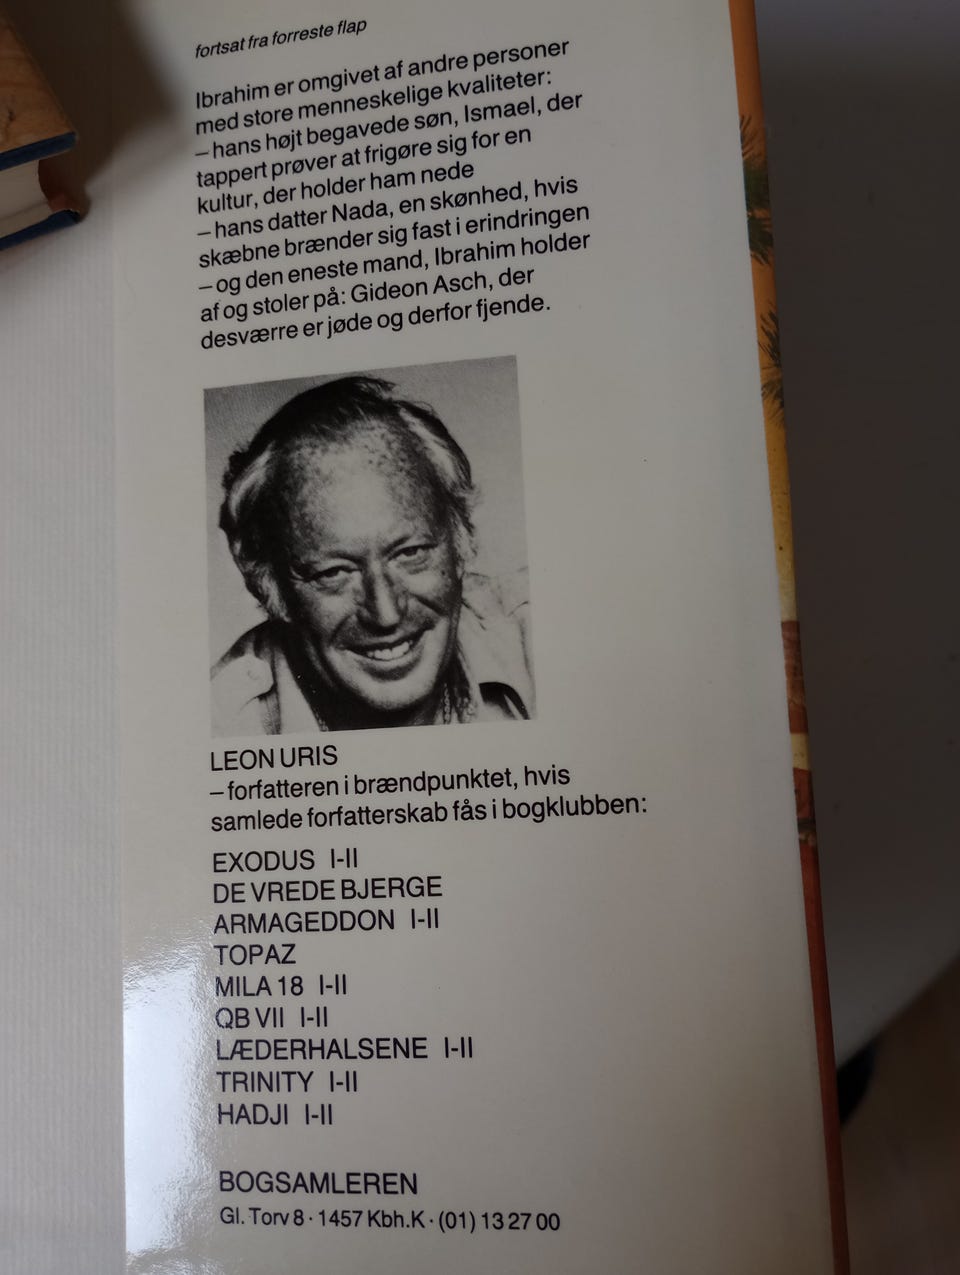 fortsat fra forreste flap
Ibrahim er omgivet af andre personer
med store menneskelige kvaliteter:
– hans højt begavede søn, Ismael, der
tappert prøver at frigøre sig for en
kultur, der holder ham nede
– hans datter Nada, en skønhed, hvis
skæbne brænder sig fast i erindringen
– og den eneste mand, Ibrahim holder
af og stoler på: Gideon Asch, der
desværre er jøde og derfor fjende.
LEON URIS
– forfatteren i brændpunktet, hvis
samlede forfatterskab fås i bogklubben:
EXODUS I-II
DE VREDE BJERGE
ARMAGEDDON I-II
TOPAZ
MILA 18 I-II
QB VII I-II
LÆDERHALSENE I-II
TRINITY I-II
HADJI I-II
BOGSAMLEREN
Gl. Torv 8 · 1457 Kbh.K · (01) 13 27 00